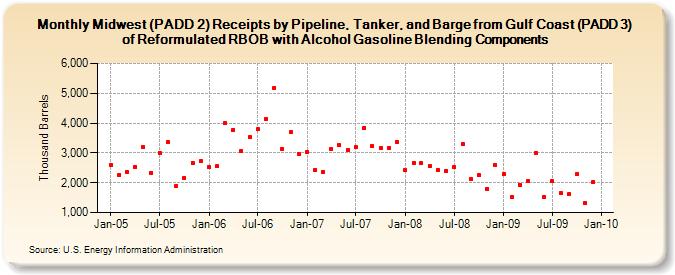 Monthly Midwest (PADD 2) Receipts by Pipeline, Tanker, and Barge from Gulf Coast (PADD 3)
of Reformulated RBOB with Alcohol Gasoline Blending Components
Thousand Barrels
6,000
5,000
4,000
3,000
2,000
1,000
Jan-05 Jul-05 Jan-06 Jul-06 Jan-07 Jul-07 Jan-08 Jul-08 Jan-09 Jul-09 Jan-10
Source: U.S. Energy Information Administration